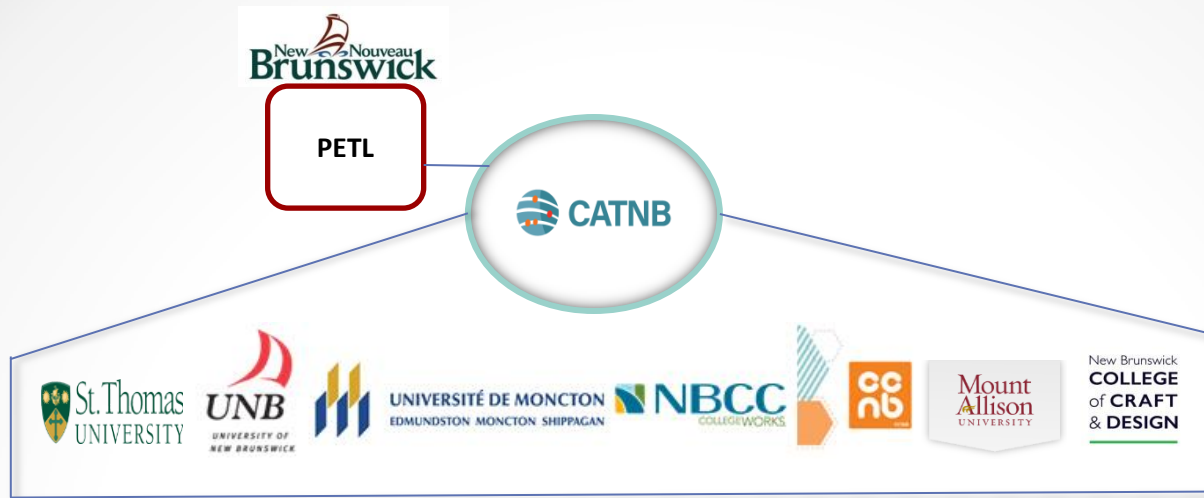 New Nouveau
Brunswick
PETL
CATNB
St. Thomas
UNIVERSITY
UNB
UNIVERSITY OF
NEW BRUNSWICK
UNIVERSITÉ DE MONCTON
EDMUNDSTON MONCTON SHIPPAGAN
NBCC
COLLEGEWORKS
cc
nb
Mount
Allison
UNIVERSITY
New Brunswick
COLLEGE
of CRAFT
& DESIGN